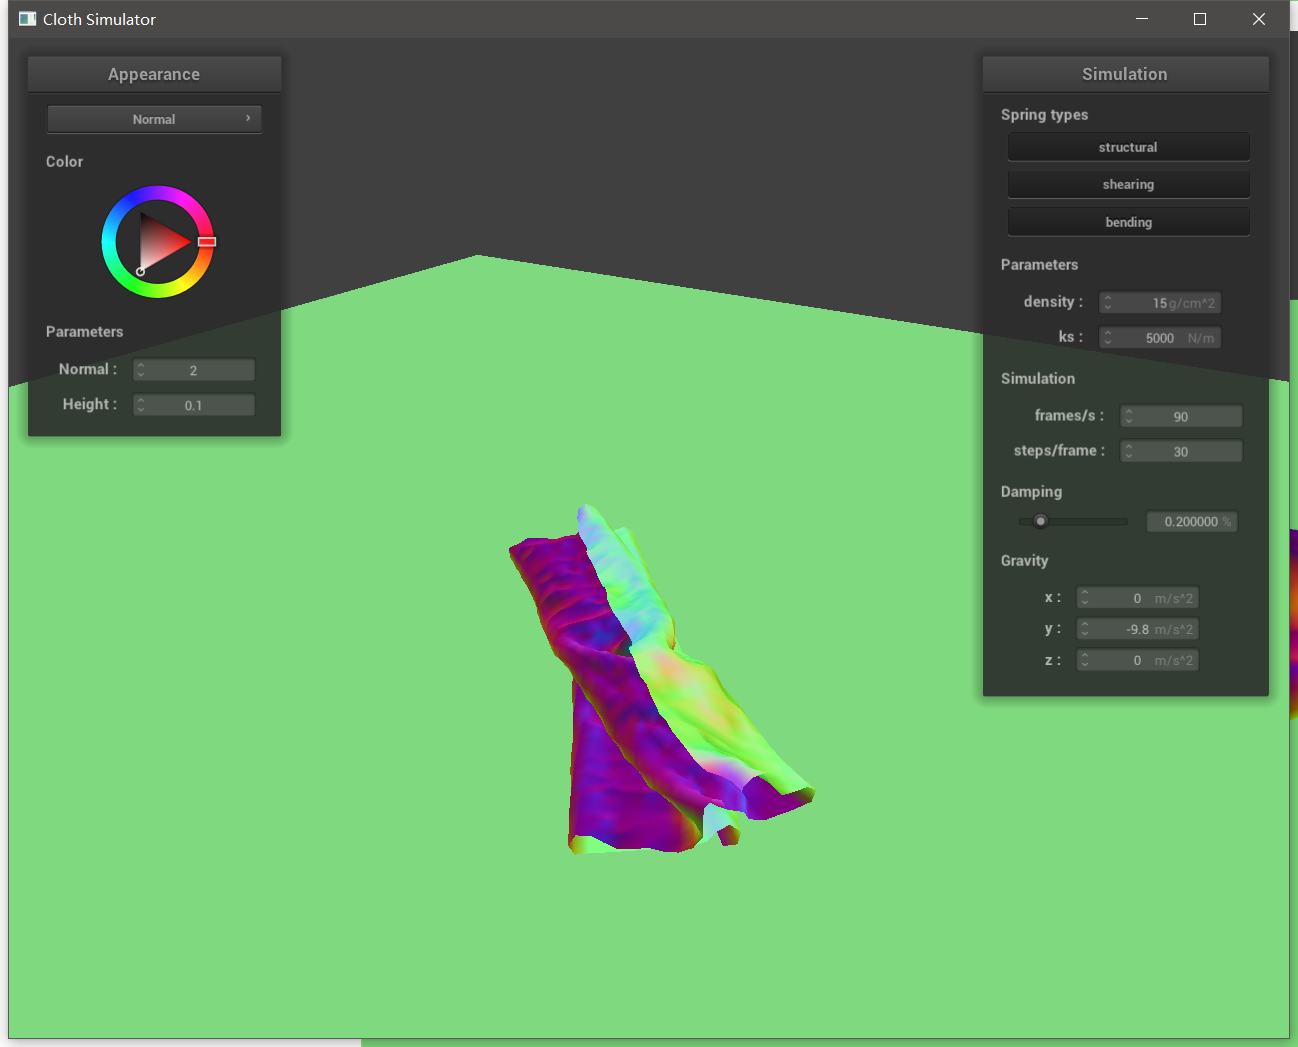 Cloth Simulator
Appearance
Normal
Color
Parameters
Normal : 2
Height : 0.1
Simulation
Spring types
structural
shearing
bending
Parameters
density : 15 g/cm^2
ks : 5000 N/m
Simulation
frames/s : 90
steps/frame : 30
Damping
0.200000 %
Gravity
x : 0 m/s^2
y : -9.8 m/s^2
z : 0 m/s^2